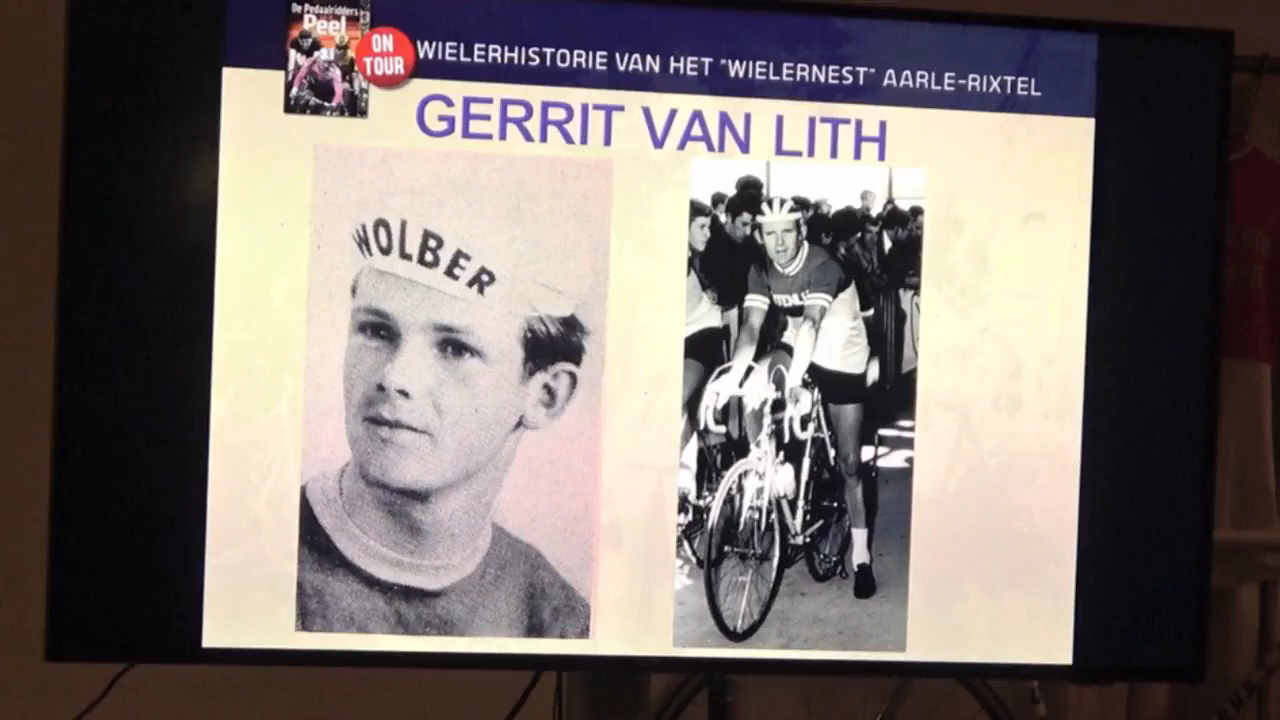 De Pedaalridders
Peel
ON
TOUR
WIELERHISTORIE VAN HET "WIELERNEST" AARLE-RIXTEL
GERRIT VAN LITH
WOLBER